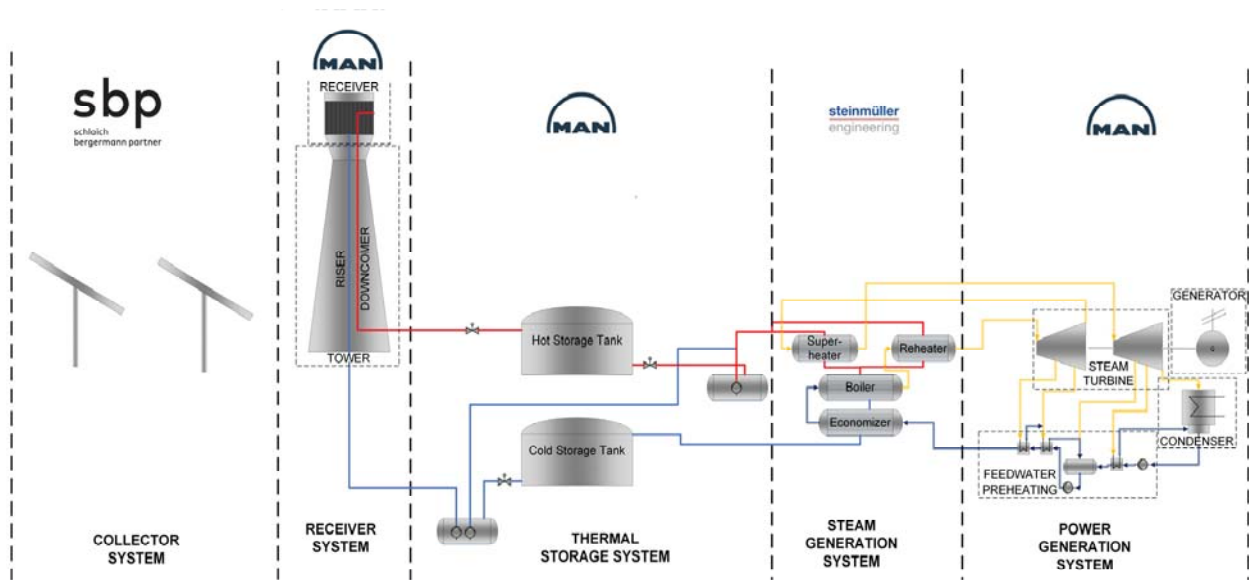 sbp
schlaich
bergermann partner
COLLECTOR
SYSTEM
MAN
RECEIVER
RISER
DOWNCOMER
TOWER
RECEIVER
SYSTEM
MAN
Hot Storage Tank
Cold Storage Tank
THERMAL
STORAGE SYSTEM
steinmüller
engineering
Super-
heater
Reheater
Boiler
Economizer
STEAM
GENERATION
SYSTEM
MAN
GENERATOR
G
STEAM
TURBINE
CONDENSER
FEEDWATER
PREHEATING
POWER
GENERATION
SYSTEM